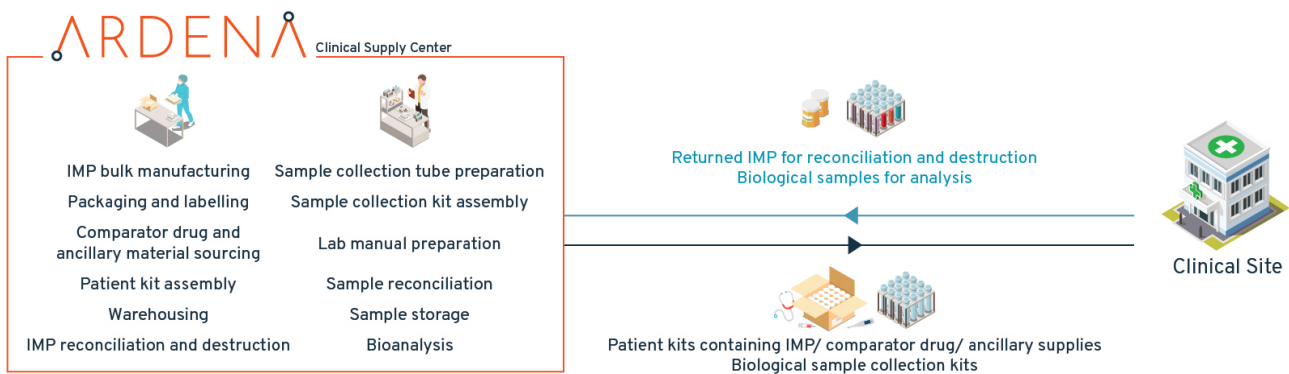 ARDENA
Clinical Supply Center
IMP bulk manufacturing
Packaging and labelling
Comparator drug and
ancillary material sourcing
Patient kit assembly
Warehousing
IMP reconciliation and destruction
Sample collection tube preparation
Sample collection kit assembly
Lab manual preparation
Sample reconciliation
Sample storage
Bioanalysis
Returned IMP for reconciliation and destruction
Biological samples for analysis
Patient kits containing IMP/ comparator drug/ ancillary supplies
Biological sample collection kits
Clinical Site